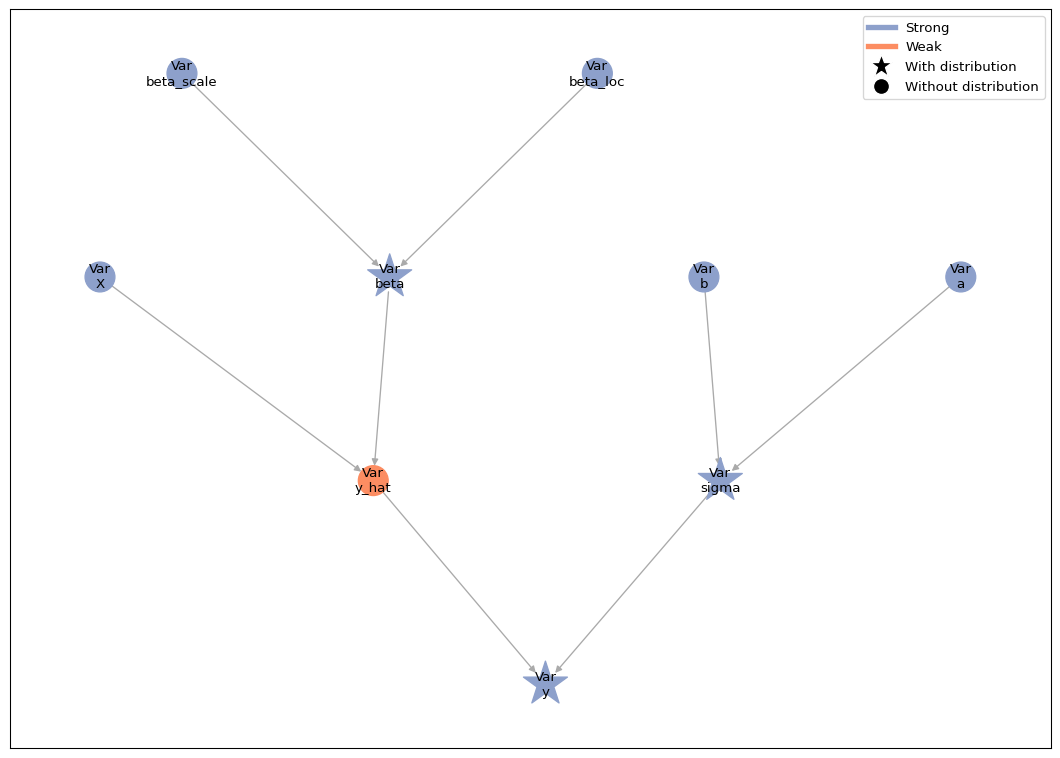 Strong
Weak
With distribution
Without distribution
Var
beta_scale
Var
beta_loc
Var
X
Var
beta
Var
b
Var
a
Var
y_hat
Var
sigma
Var
y